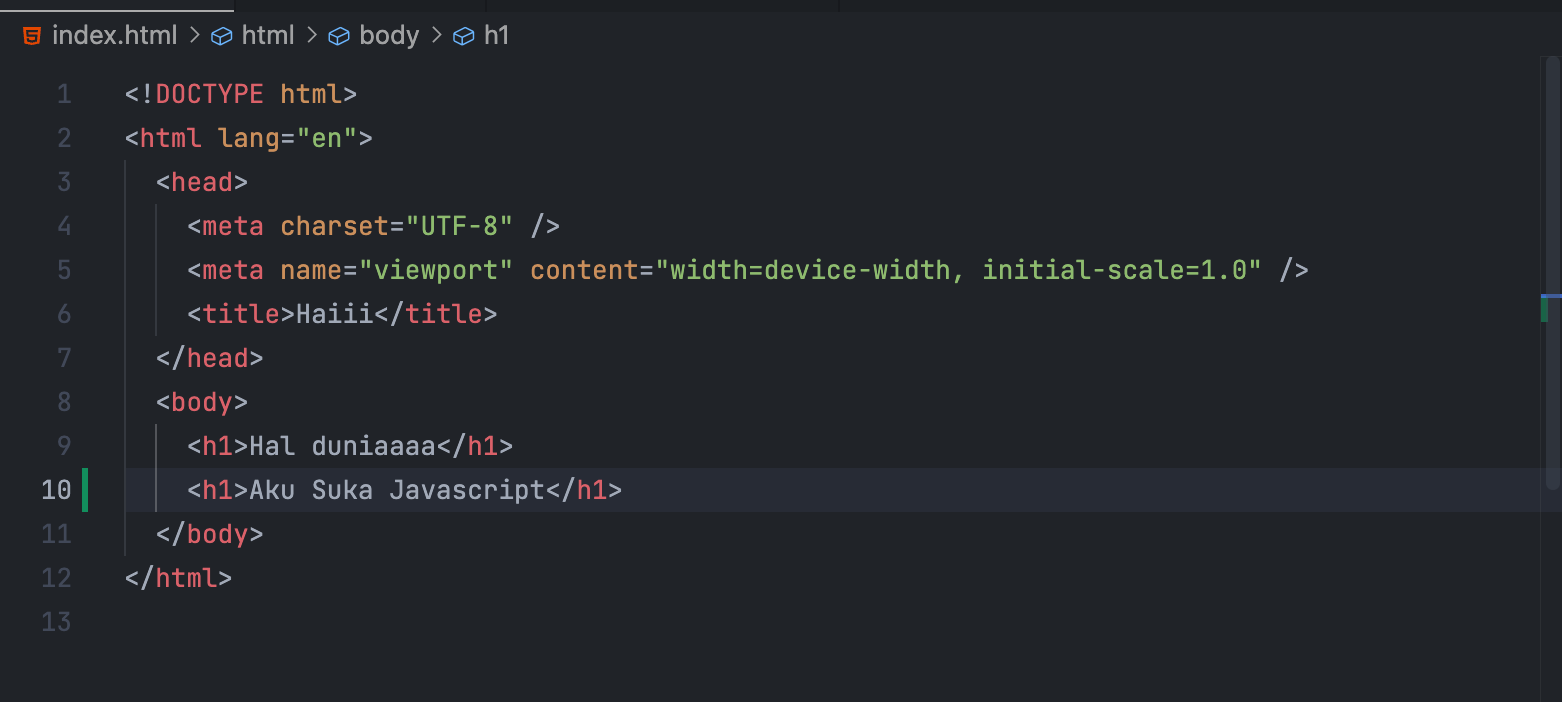 index.html > html > body > h1
1 <!DOCTYPE html>
2 <html lang="en">
3 <head>
4 <meta charset="UTF-8" />
5 <meta name="viewport" content="width=device-width, initial-scale=1.0" />
6 <title>Haiii</title>
7 </head>
8 <body>
9 <h1>Hal duniaaaa</h1>
10 <h1>Aku Suka Javascript</h1>
11 </body>
12 </html>
13